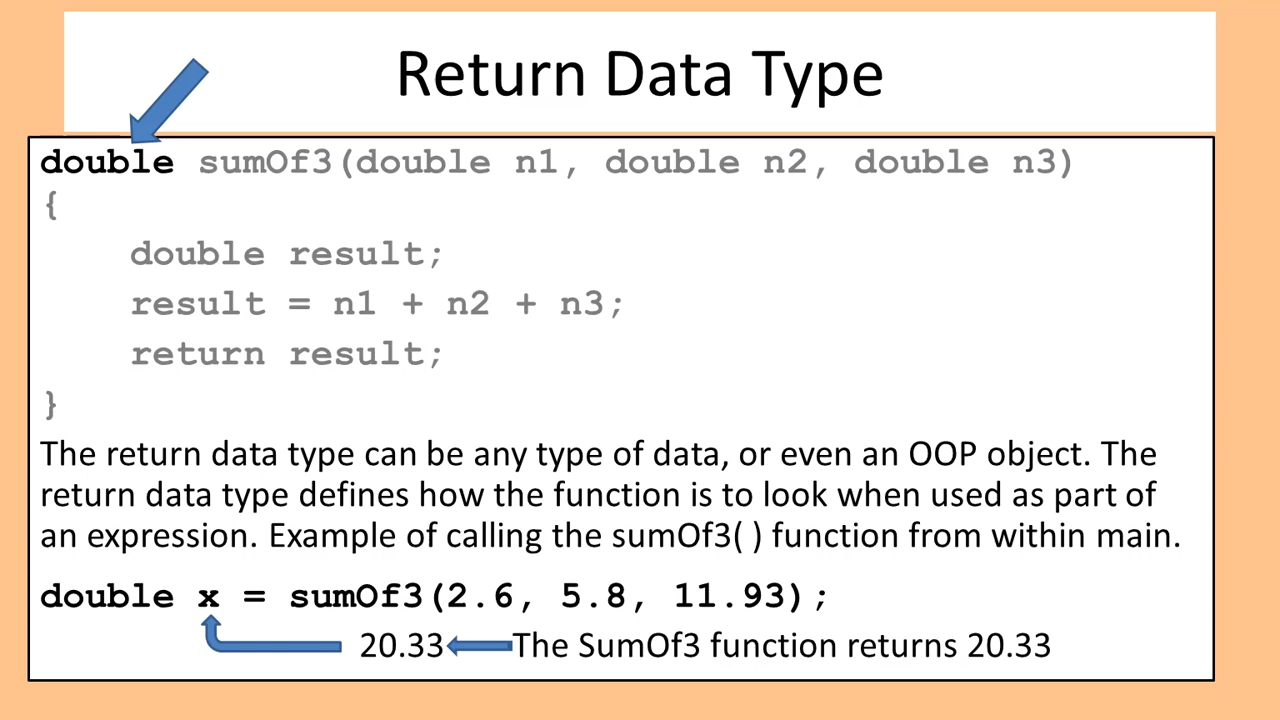 Return Data Type
double sumOf3(double n1, double n2, double n3)
{
double result;
result = n1 + n2 + n3;
return result;
}
The return data type can be any type of data, or even an OOP object. The
return data type defines how the function is to look when used as part of
an expression. Example of calling the sumOf3( ) function from within main.
double x = sumOf3(2.6, 5.8, 11.93);
20.33 The SumOf3 function returns 20.33